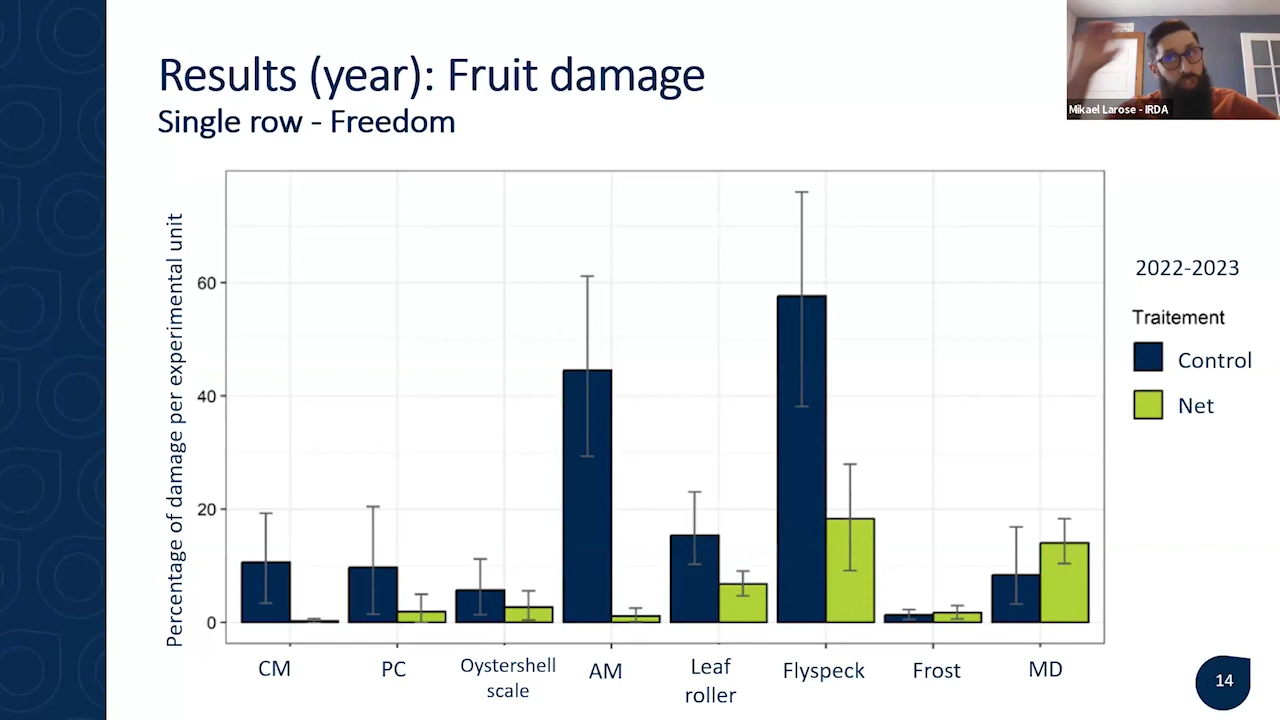 Results (year): Fruit damage
Single row - Freedom
Mikael Larose - IRDA
Percentage of damage per experimental unit
60
40
20
0
CM
PC
Oystershell
scale
AM
Leaf
roller
Flyspeck
Frost
MD
2022-2023
Traitement
Control
Net
14